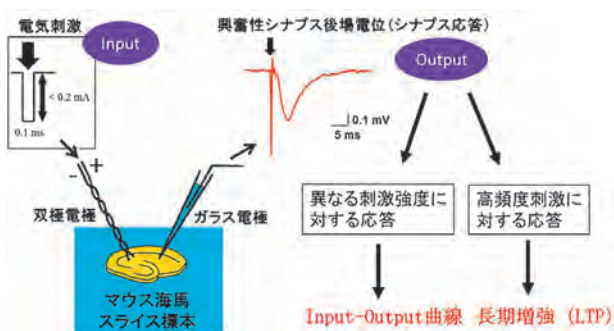 電気刺激
Input
< 0.2 mA
0.1 ms
+
-
双極電極
ガラス電極
マウス海馬
スライス標本
興奮性シナプス後場電位(シナプス応答)
Output
0.1 mV
5 ms
異なる刺激強度に
対する応答
高頻度刺激に
対する応答
Input-Output曲線
長期増強 (LTP)